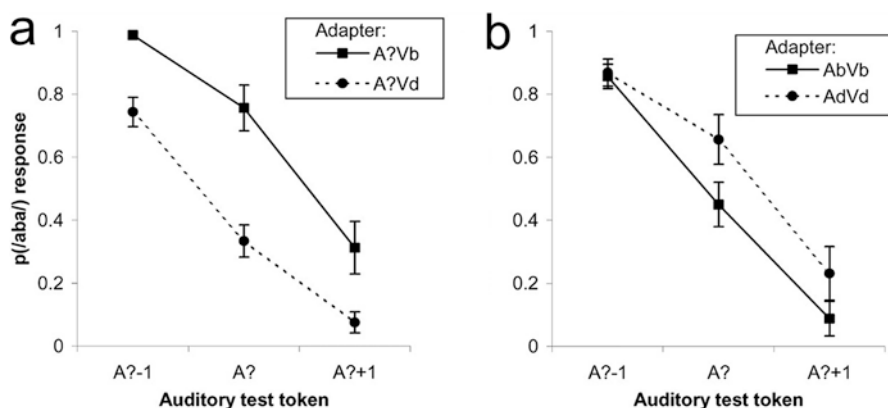 a
Adapter:
A?Vb
A?Vd
p(/aba/) response
1
0.8
0.6
0.4
0.2
0
A?-1 A? A?+1
Auditory test token
b
Adapter:
AbVb
AdVd
1
0.8
0.6
0.4
0.2
0
A?-1 A? A?+1
Auditory test token